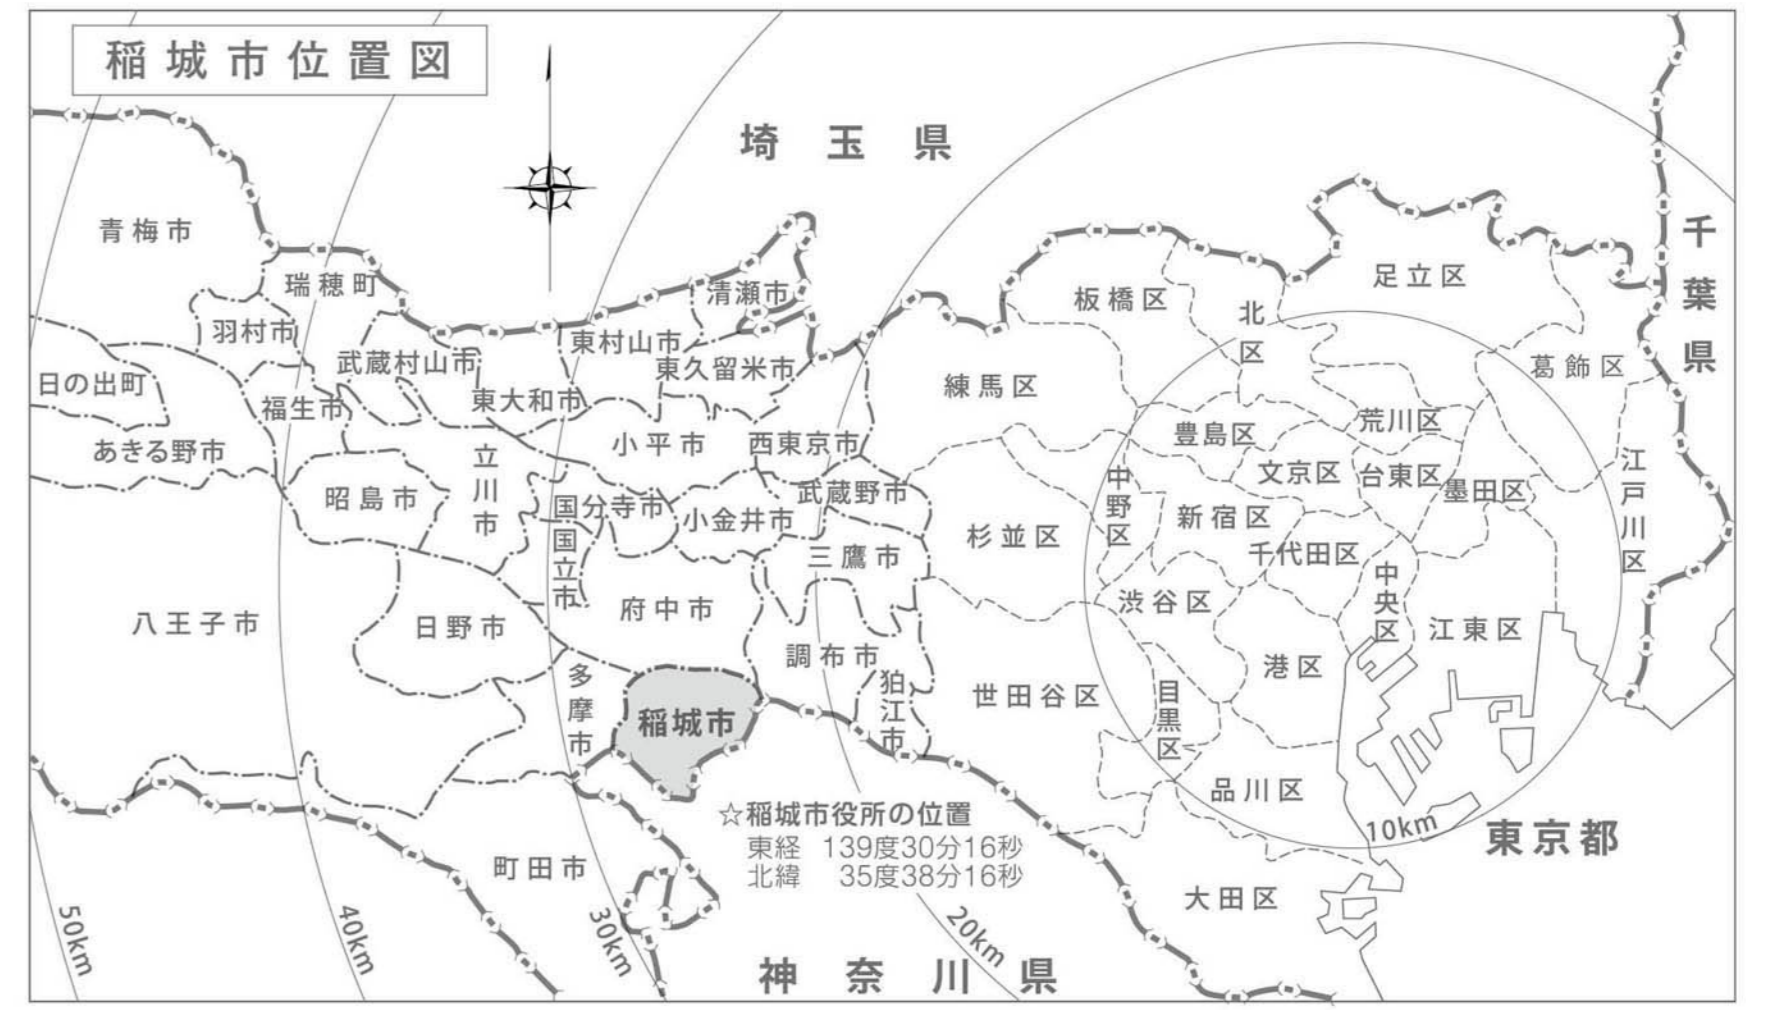 稲城市位置図
埼玉県
千葉県
青梅市
瑞穂町
清瀬市
足立区
板橋区
北区
羽村市
武蔵村山市
東村山市
東久留米市
日の出町
練馬区
葛飾区
福生市
東大和市
あきる野市
小平市
西東京市
豊島区
荒川区
立川市
昭島市
国分寺市
小金井市
武蔵野市
中野区
文京区
台東区
墨田区
江戸川区
杉並区
新宿区
千代田区
国立市
三鷹市
中央区
八王子市
日野市
府中市
渋谷区
江東区
調布市
多摩市
稲城市
狛江市
世田谷区
目黒区
港区
品川区
☆稲城市役所の位置
東経 139度30分16秒
北緯 35度38分16秒
10km
東京都
町田市
大田区
50km
40km
30km
20km
神奈川県